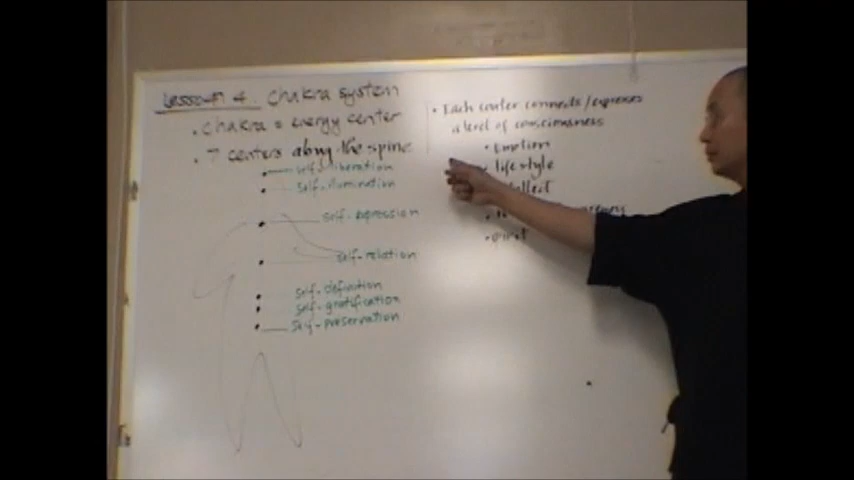 Lesson 4. Chakra system
• Chakra = energy center
• 7 centers along the spine
self-liberation
self-illumination
self-expression
self-relation
self-definition
self-gratification
self-preservation
• Each center connects/expresses
a level of consciousness
• Emotion
lifestyle
• spirit